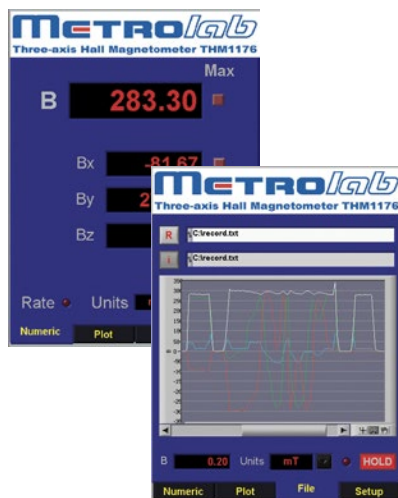 METROlab
Three-axis Hall Magnetometer THM1176
Max
B 283.30
Bx -81.67
By
Bz
Rate Units
Numeric Plot
METROlab
Three-axis Hall Magnetometer THM1176
R C:\record.txt
i C:\record.txt
B
B 0.20 Units mT HOLD
Numeric Plot File Setup